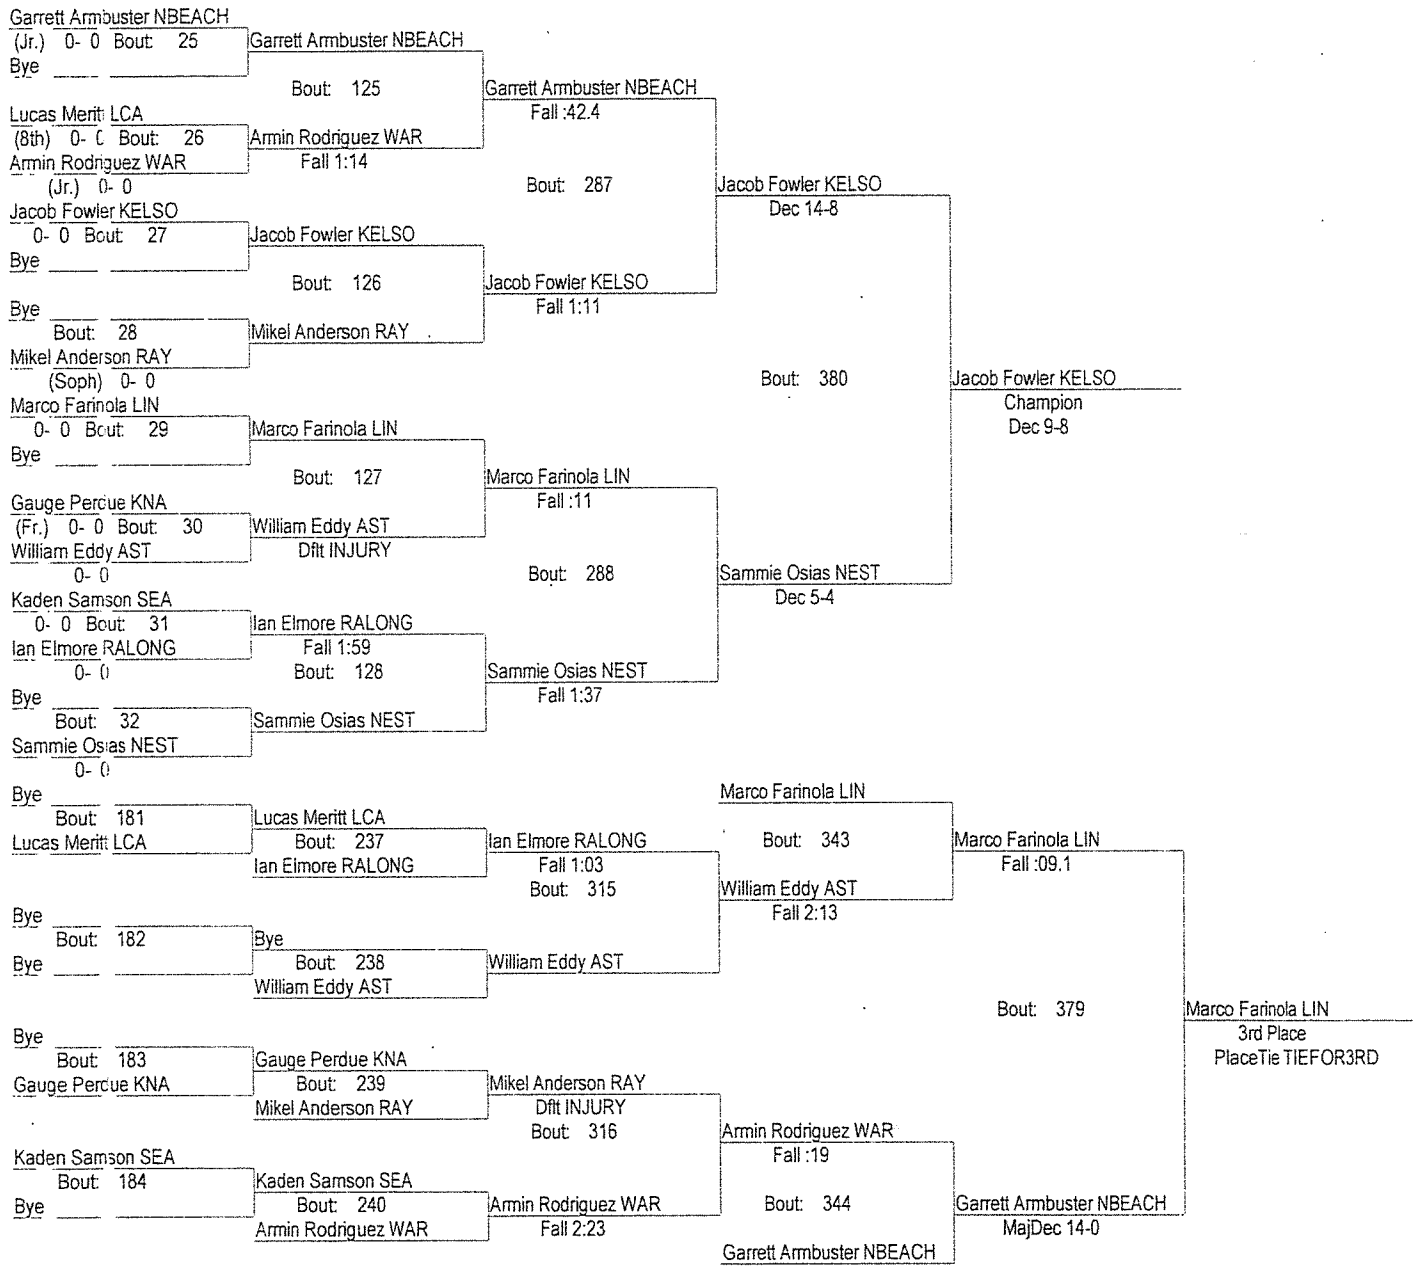 Garrett Armbuster NBEACH
(Jr.) 0- 0 Bout: 25
Garrett Armbuster NBEACH
Bye
Bout: 125
Garrett Armbuster NBEACH
Fall :42.4
Lucas Meritt LCA
(8th) 0- 0 Bout: 26
Armin Rodriguez WAR
Armin Rodriguez WAR
Fall 1:14
(Jr.) 0- 0
Bout: 287
Jacob Fowler KELSO
Dec 14-8
Jacob Fowler KELSO
0- 0 Bout: 27
Jacob Fowler KELSO
Bye
Bout: 126
Jacob Fowler KELSO
Fall 1:11
Bye
Bout: 28
Mikel Anderson RAY
Mikel Anderson RAY
(Soph) 0- 0
Bout: 380
Jacob Fowler KELSO
Champion
Dec 9-8
Marco Farinola LIN
0- 0 Bout: 29
Marco Farinola LIN
Bye
Bout: 127
Marco Farinola LIN
Fall :11
Gauge Perdue KNA
(Fr.) 0- 0 Bout: 30
William Eddy AST
William Eddy AST
Dflt INJURY
0- 0
Bout: 288
Sammie Osias NEST
Dec 5-4
Kaden Samson SEA
0- 0 Bout: 31
Ian Elmore RALONG
Ian Elmore RALONG
Fall 1:59
0- 0
Bout: 128
Sammie Osias NEST
Fall 1:37
Bye
Bout: 32
Sammie Osias NEST
Sammie Osias NEST
0- 0
Bye
Marco Farinola LIN
Bout: 181
Lucas Meritt LCA
Lucas Meritt LCA
Bout: 237
Ian Elmore RALONG
Ian Elmore RALONG
Fall 1:03
Bout: 343
Marco Farinola LIN
Fall :09.1
Bout: 315
William Eddy AST
Fall 2:13
Bye
Bout: 182
Bye
Bye
Bout: 238
William Eddy AST
William Eddy AST
Bout: 379
Marco Farinola LIN
3rd Place
PlaceTie TIEFOR3RD
Bye
Bout: 183
Gauge Perdue KNA
Gauge Perdue KNA
Bout: 239
Mikel Anderson RAY
Mikel Anderson RAY
Dflt INJURY
Bout: 316
Armin Rodriguez WAR
Fall :19
Kaden Samson SEA
Bout: 184
Kaden Samson SEA
Bye
Bout: 240
Armin Rodriguez WAR
Armin Rodriguez WAR
Fall 2:23
Bout: 344
Garrett Armbuster NBEACH
MajDec 14-0
Garrett Armbuster NBEACH